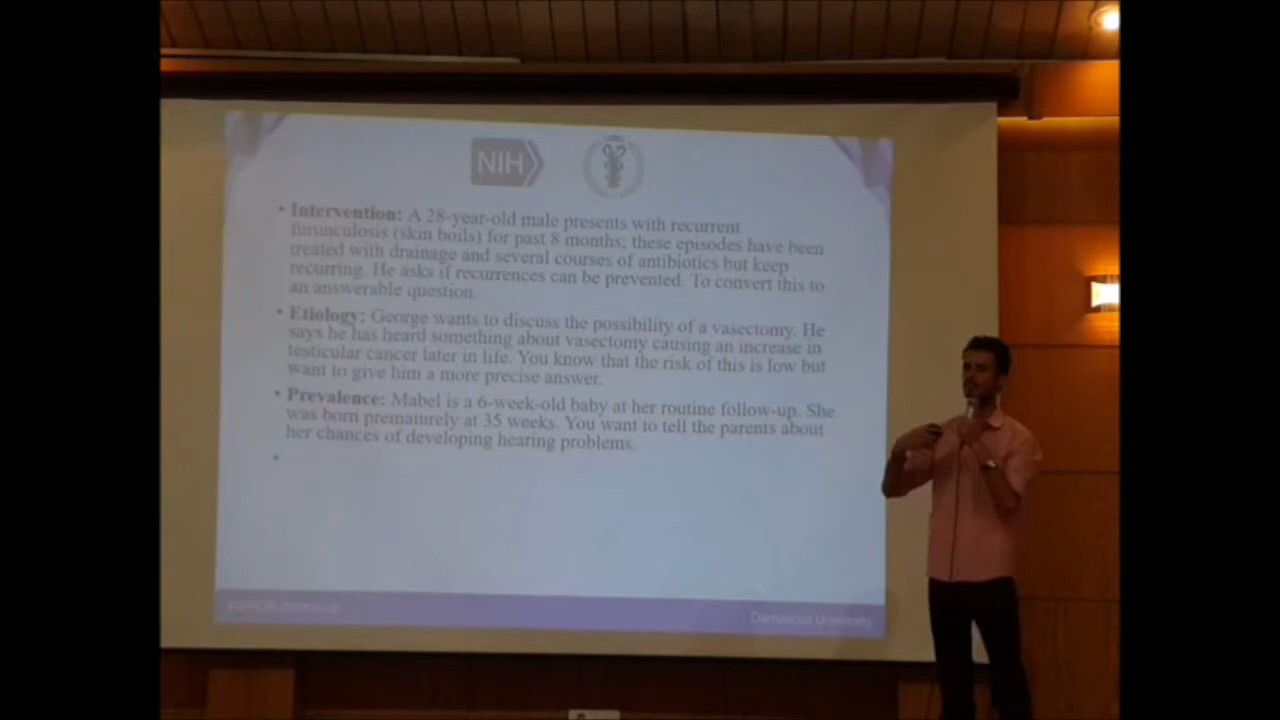 NIH
• Intervention: A 28-year-old male presents with recurrent
furunculosis (skin boils) for past 8 months; these episodes have been
treated with drainage and several courses of antibiotics but keep
recurring. He asks if recurrences can be prevented. To convert this to
an answerable question.
• Etiology: George wants to discuss the possibility of a vasectomy. He
says he has heard something about vasectomy causing an increase in
testicular cancer later in life. You know that the risk of this is low but
want to give him a more precise answer.
• Prevalence: Mabel is a 6-week-old baby at her routine follow-up. She
was born prematurely at 35 weeks. You want to tell the parents about
her chances of developing hearing problems.
•
Damascus University